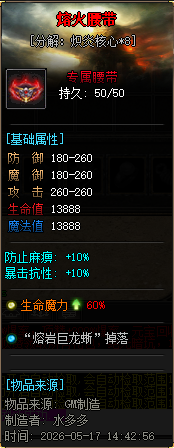 熔火腰带
[分解: 炽炎核心*8]
专属腰带
持久: 50/50
[基础属性]
防 御 180-260
魔 御 180-260
攻 击 260-260
生命值 13888
魔法值 13888
防止麻痹: +10%
暴击抗性: +10%
生命魔力 60%
“熔岩巨龙蜥”掉落
[物品来源]
物品来源: GM制造
制造者: 水多多
时间: 2026-05-17 14:42:56